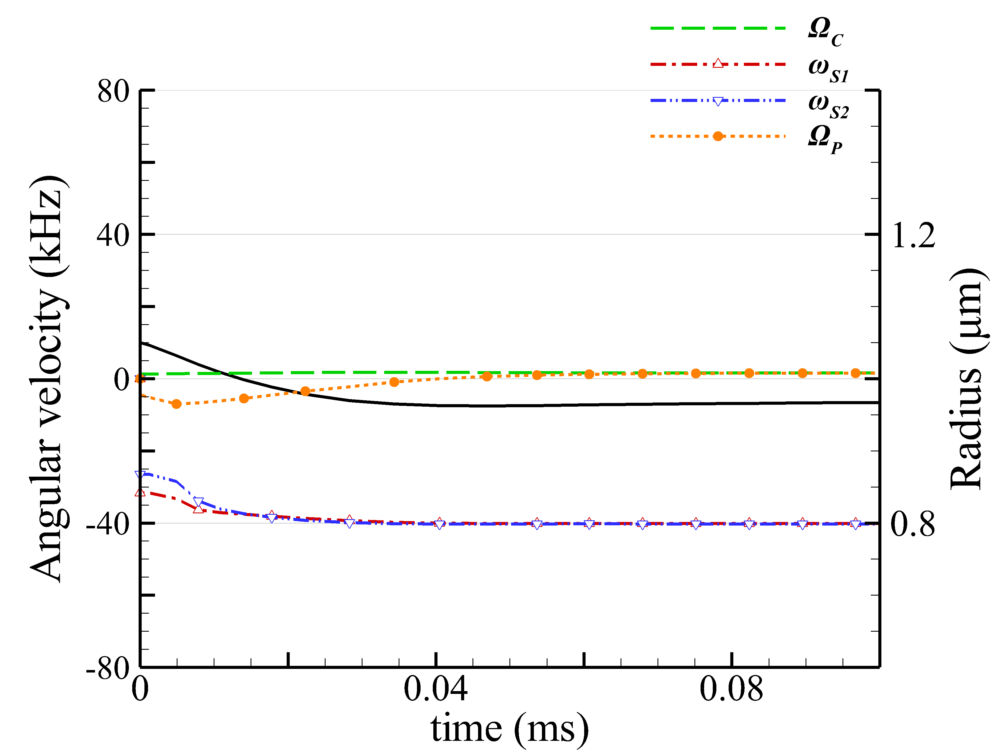 Ω_C
ω_S1
ω_S2
Ω_P
80
40
0
-40
-80
1.2
0.8
0
0.04
0.08
time (ms)
Angular velocity (kHz)
Radius (μm)